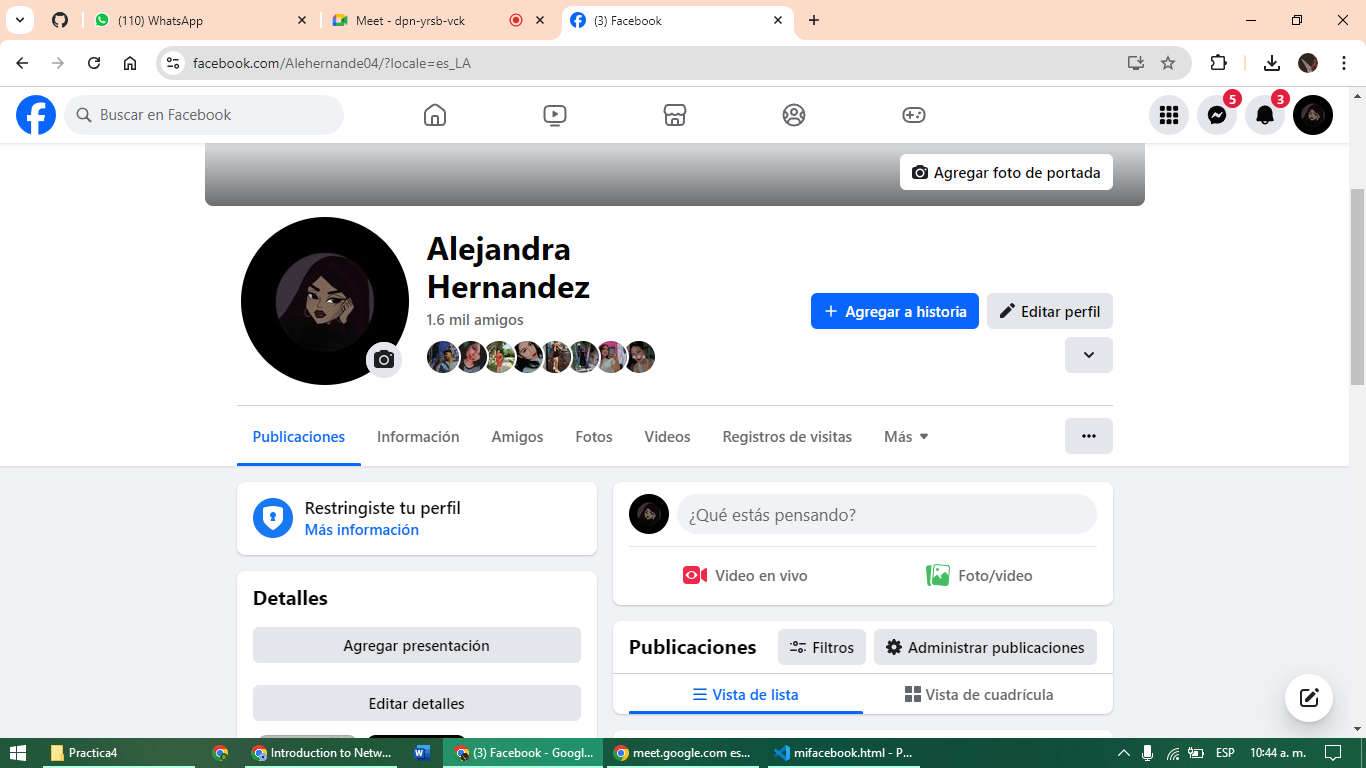 (110) WhatsApp
Meet - dpn-yrsb-vck
(3) Facebook
facebook.com/Alehernande04/?locale=es_LA
Buscar en Facebook
5
3
Agregar foto de portada
Alejandra
Hernandez
1.6 mil amigos
Agregar a historia
Editar perfil
Publicaciones
Información
Amigos
Fotos
Videos
Registros de visitas
Más
Restringiste tu perfil
Más información
¿Qué estás pensando?
Video en vivo
Foto/video
Detalles
Agregar presentación
Editar detalles
Publicaciones
Filtros
Administrar publicaciones
Vista de lista
Vista de cuadrícula
Practica4
Introduction to Netw...
(3) Facebook - Googl...
meet.google.com es...
mifacebook.html - P...
ESP
10:44 a. m.